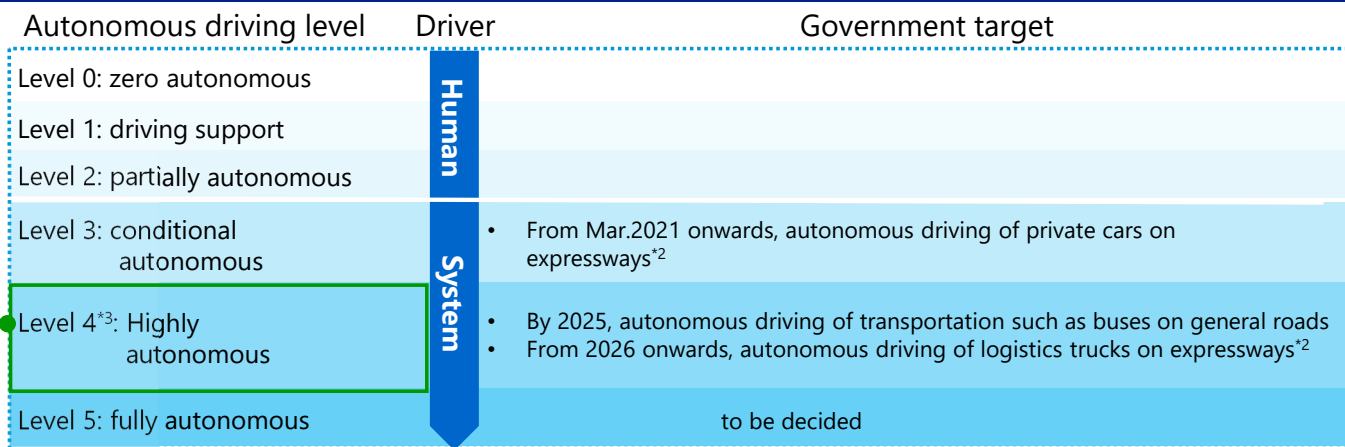 Autonomous driving level Driver Government target
Level 0: zero autonomous
Level 1: driving support
Level 2: partially autonomous
Human
Level 3: conditional
autonomous
• From Mar.2021 onwards, autonomous driving of private cars on
expressways*2
System
Level 4*3: Highly
autonomous
• By 2025, autonomous driving of transportation such as buses on general roads
• From 2026 onwards, autonomous driving of logistics trucks on expressways*2
Level 5: fully autonomous
to be decided